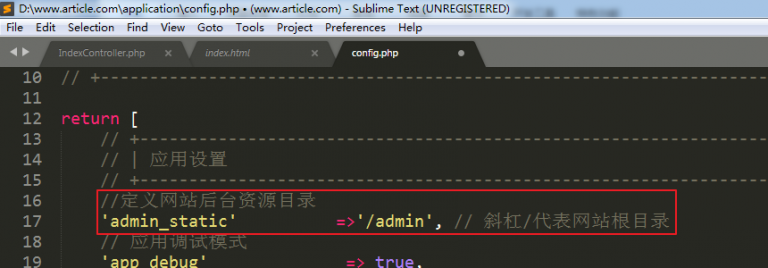 D:\www.article.com\application\config.php • (www.article.com) - Sublime Text (UNREGISTERED)
File Edit Selection Find View Goto Tools Project Preferences Help
IndexController.php index.html config.php
10 // +----------------------------------------------------------------------
11
12 return [
13 // +----------------------------------------------------------------------
14 // | 应用设置
15 // +----------------------------------------------------------------------
16 //定义网站后台资源目录
17 'admin_static' =>'/admin', // 斜杠/代表网站根目录
18 // 应用调试模式
19 'app_debug' => true,